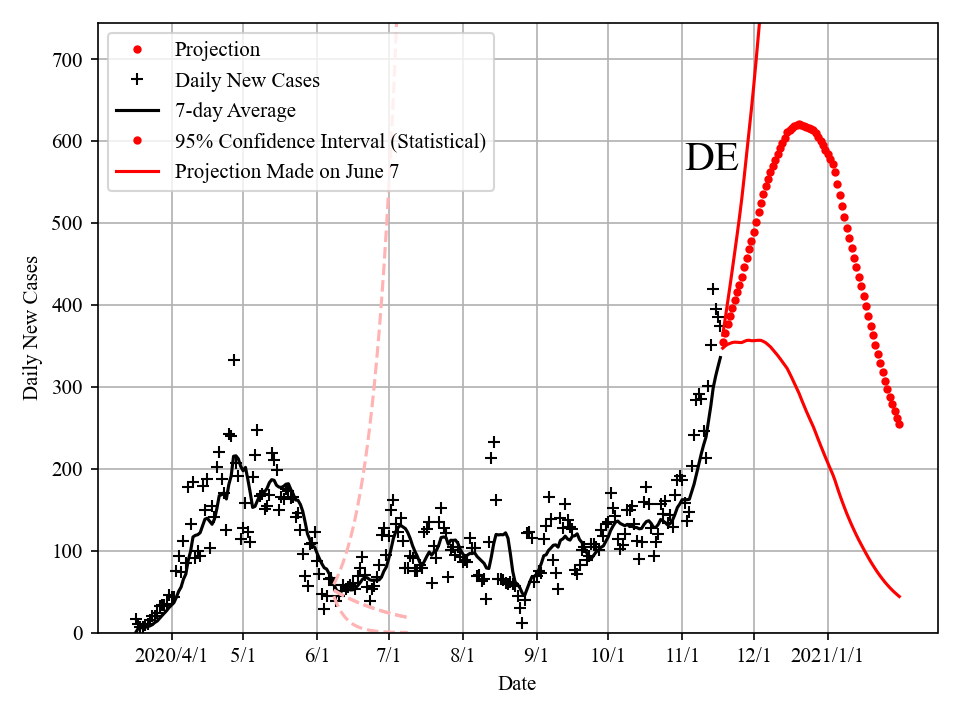 700
600
500
400
300
200
100
0
Daily New Cases
Projection
Daily New Cases
7-day Average
95% Confidence Interval (Statistical)
Projection Made on June 7
DE
2020/4/1 5/1 6/1 7/1 8/1 9/1 10/1 11/1 12/1 2021/1/1
Date